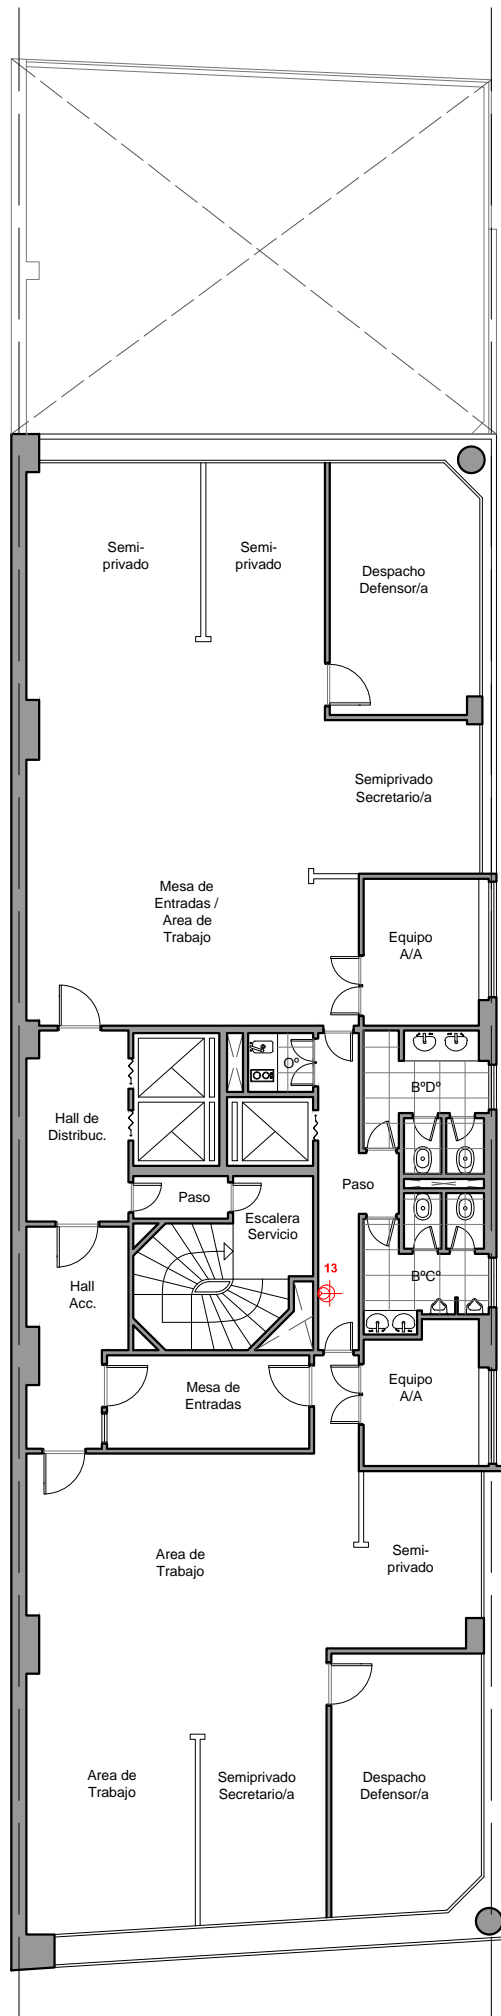 Semi-
privado
Semi-
privado
Despacho
Defensor/a
Semiprivado
Secretario/a
Mesa de
Entradas /
Area de
Trabajo
Equipo
A/A
Oº
BºDº
Hall de
Distribuc.
Paso
Paso
Escalera
Servicio
13
BºCº
Hall
Acc.
Mesa de
Entradas
Equipo
A/A
Area de
Trabajo
Semi-
privado
Area de
Trabajo
Semiprivado
Secretario/a
Despacho
Defensor/a